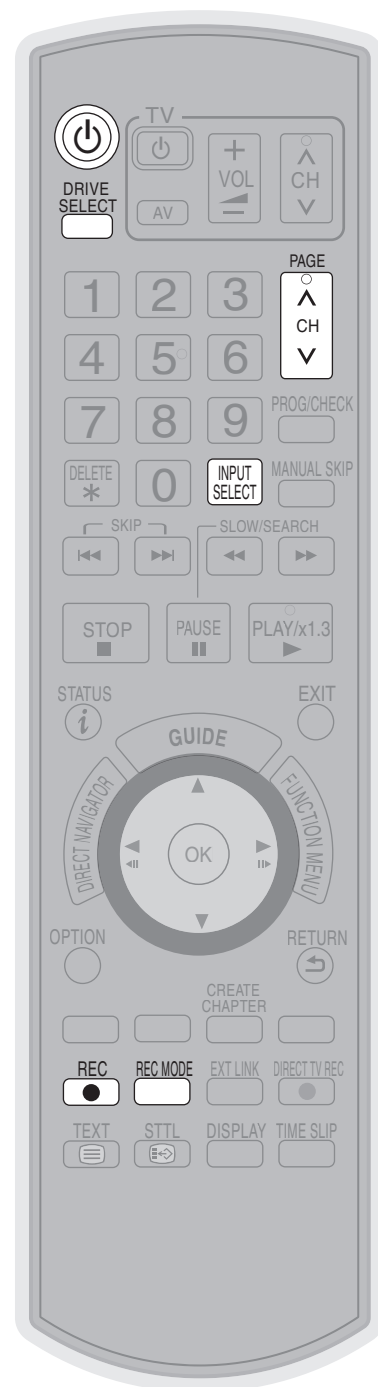 TV
DRIVE
SELECT
AV
+
VOL
−
CH
PAGE
CH
1 2 3
4 5 6
7 8 9
PROG/CHECK
DELETE
*
0
INPUT
SELECT
MANUAL SKIP
SKIP
SLOW/SEARCH
STOP
PAUSE
PLAY/x1.3
STATUS
i
EXIT
GUIDE
DIRECT NAVIGATOR
FUNCTION MENU
OK
OPTION
RETURN
CREATE
CHAPTER
REC
REC MODE
EXT LINK
DIRECT TV REC
TEXT
STTL
DISPLAY
TIME SLIP